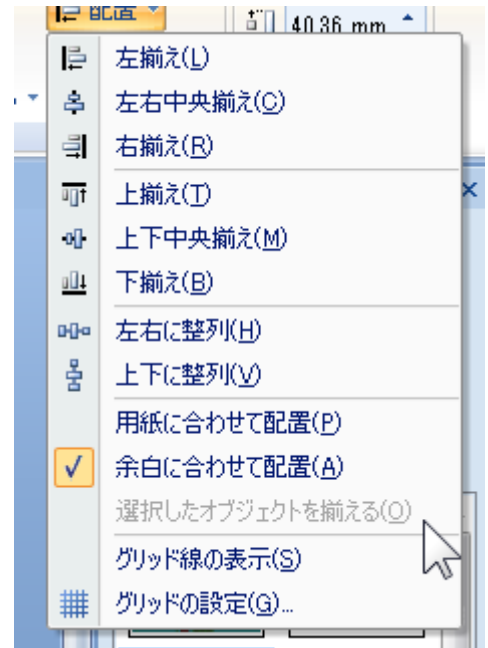 配置
40.36 mm
左揃え(L)
左右中央揃え(C)
右揃え(R)
上揃え(T)
上下中央揃え(M)
下揃え(B)
左右に整列(H)
上下に整列(V)
用紙に合わせて配置(P)
余白に合わせて配置(A)
選択したオブジェクトを揃える(O)
グリッド線の表示(S)
グリッドの設定(G)...